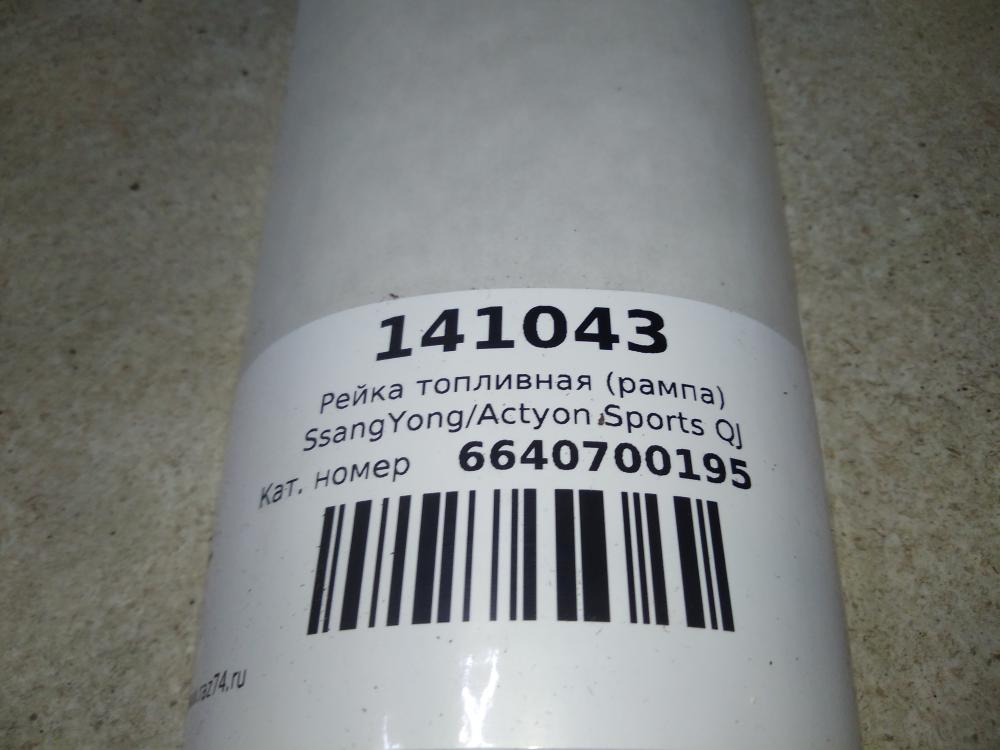 141043
Рейка топливная (рампа)
SsangYong/Actyon Sports QJ
Кат. номер 6640700195